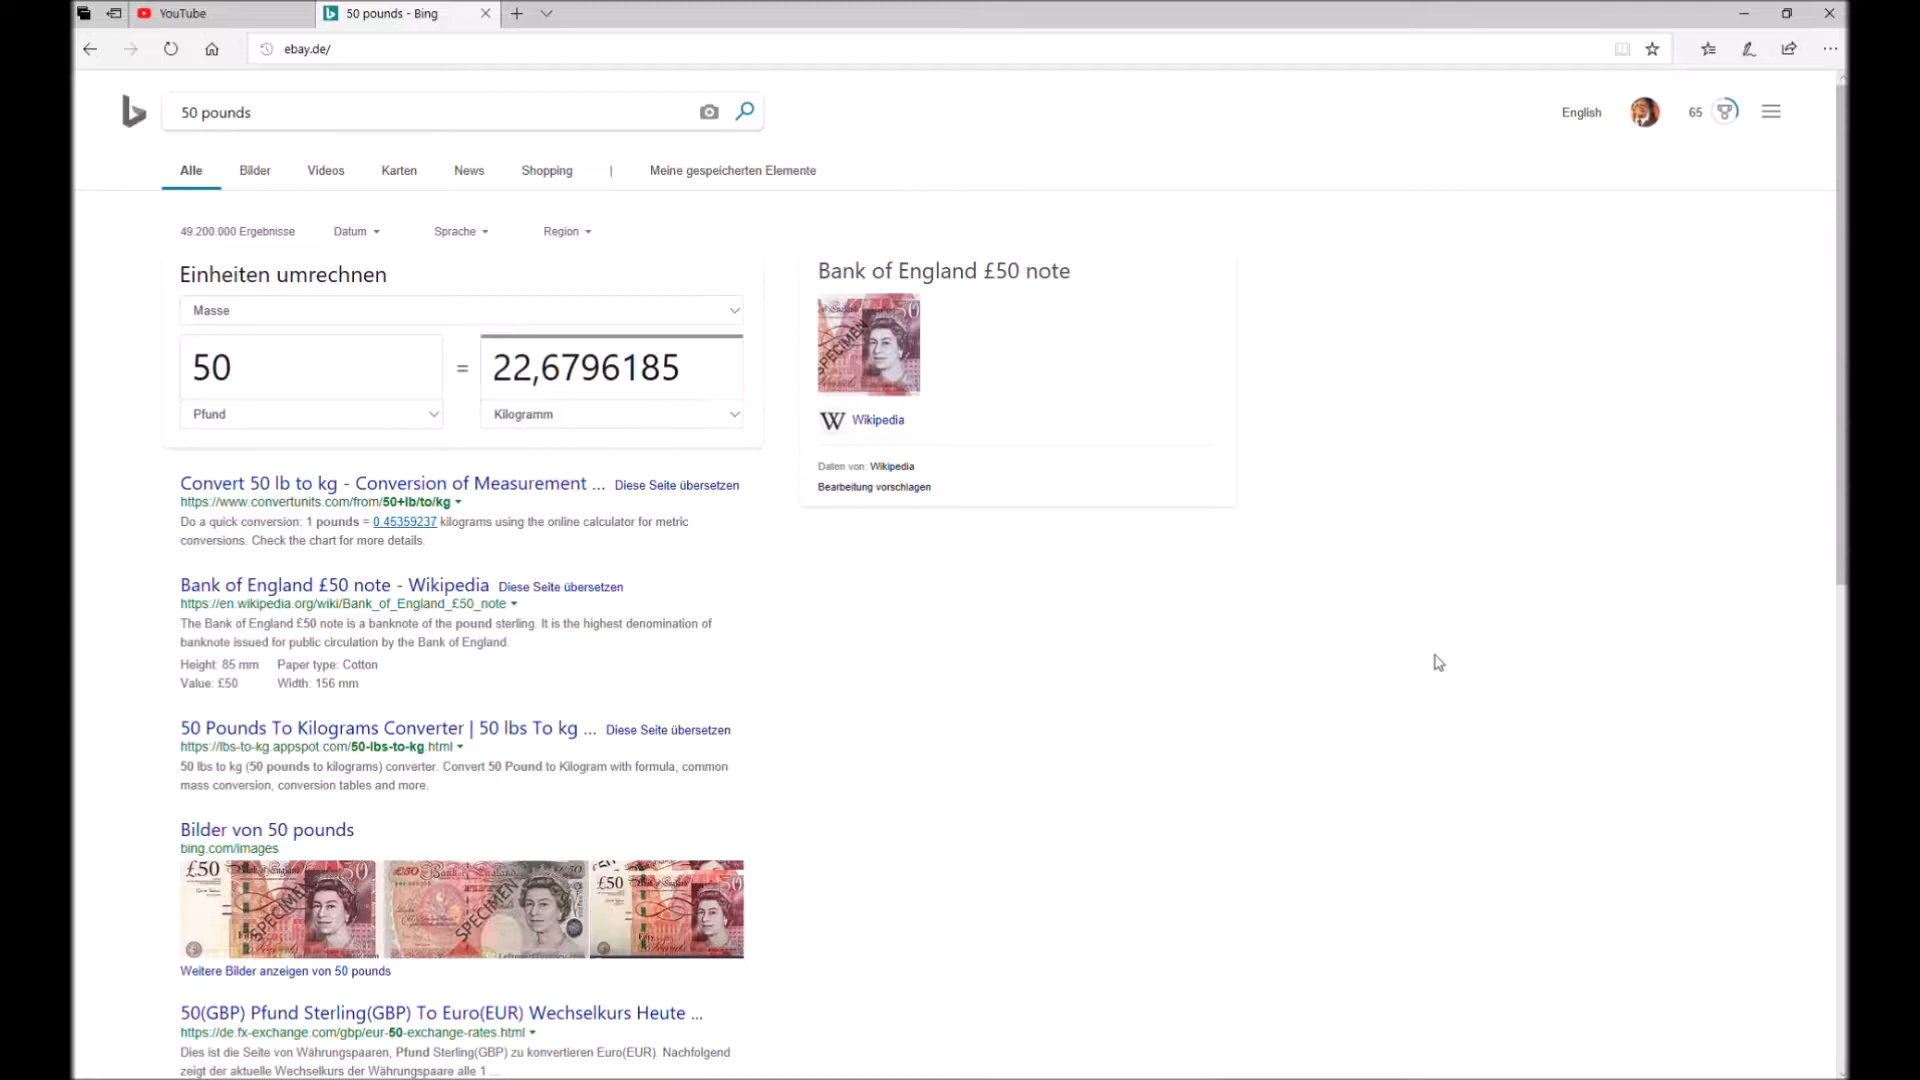 YouTube
50 pounds - Bing
ebay.de/
50 pounds
English
65
Alle Bilder Videos Karten News Shopping | Meine gespeicherten Elemente
49.200.000 Ergebnisse Datum Sprache Region
Einheiten umrechnen
Masse
50 = 22,6796185
Pfund Kilogramm
Convert 50 lb to kg - Conversion of Measurement ... Diese Seite übersetzen
https://www.convertunits.com/from/50+lb/to/kg
Do a quick conversion: 1 pounds = 0.45359237 kilograms using the online calculator for metric
conversions. Check the chart for more details.
Bank of England £50 note - Wikipedia Diese Seite übersetzen
https://en.wikipedia.org/wiki/Bank_of_England_£50_note
The Bank of England £50 note is a banknote of the pound sterling. It is the highest denomination of
banknote issued for public circulation by the Bank of England.
Height: 85 mm Paper type: Cotton
Value: £50 Width: 156 mm
50 Pounds To Kilograms Converter | 50 lbs To kg ... Diese Seite übersetzen
https://lbs-to-kg.appspot.com/50-lbs-to-kg.html
50 lbs to kg (50 pounds to kilograms) converter. Convert 50 Pound to Kilogram with formula, common
mass conversion, conversion tables and more.
Bilder von 50 pounds
bing.com/images
£50 50 SPECIMEN
£50 Bank of England SPECIMEN
£50 50
Weitere Bilder anzeigen von 50 pounds
50(GBP) Pfund Sterling(GBP) To Euro(EUR) Wechselkurs Heute ...
https://de.fx-exchange.com/gbp/eur-50-exchange-rates.html
Dies ist die Seite von Währungspaaren, Pfund Sterling(GBP) zu konvertieren Euro(EUR). Nachfolgend
zeigt der aktuelle Wechselkurs der Währungspaare alle 1 ...
Bank of England £50 note
50 SPECIMEN
W Wikipedia
Daten von: Wikipedia
Bearbeitung vorschlagen